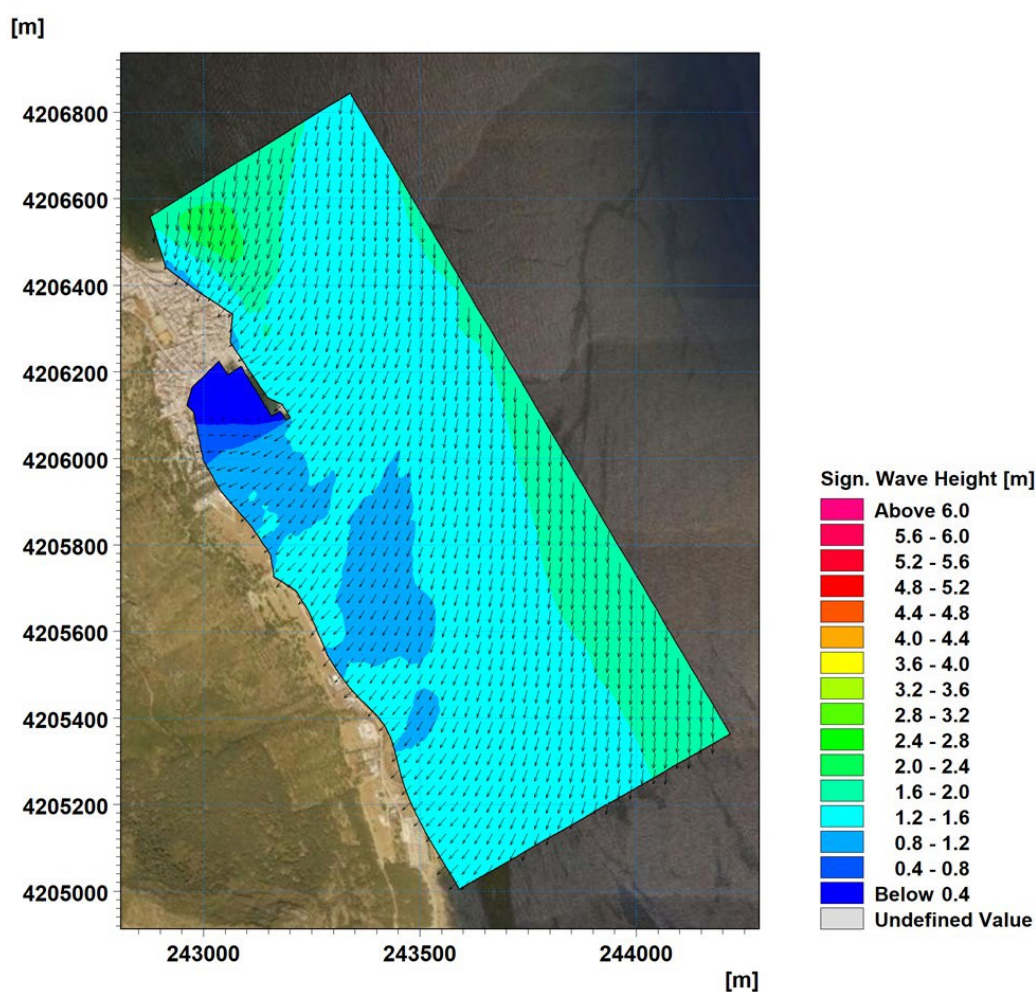 [m]
4206800
4206600
4206400
4206200
4206000
4205800
4205600
4205400
4205200
4205000
243000 243500 244000
[m]
Sign. Wave Height [m]
Above 6.0
5.6 - 6.0
5.2 - 5.6
4.8 - 5.2
4.4 - 4.8
4.0 - 4.4
3.6 - 4.0
3.2 - 3.6
2.8 - 3.2
2.4 - 2.8
2.0 - 2.4
1.6 - 2.0
1.2 - 1.6
0.8 - 1.2
0.4 - 0.8
Below 0.4
Undefined Value